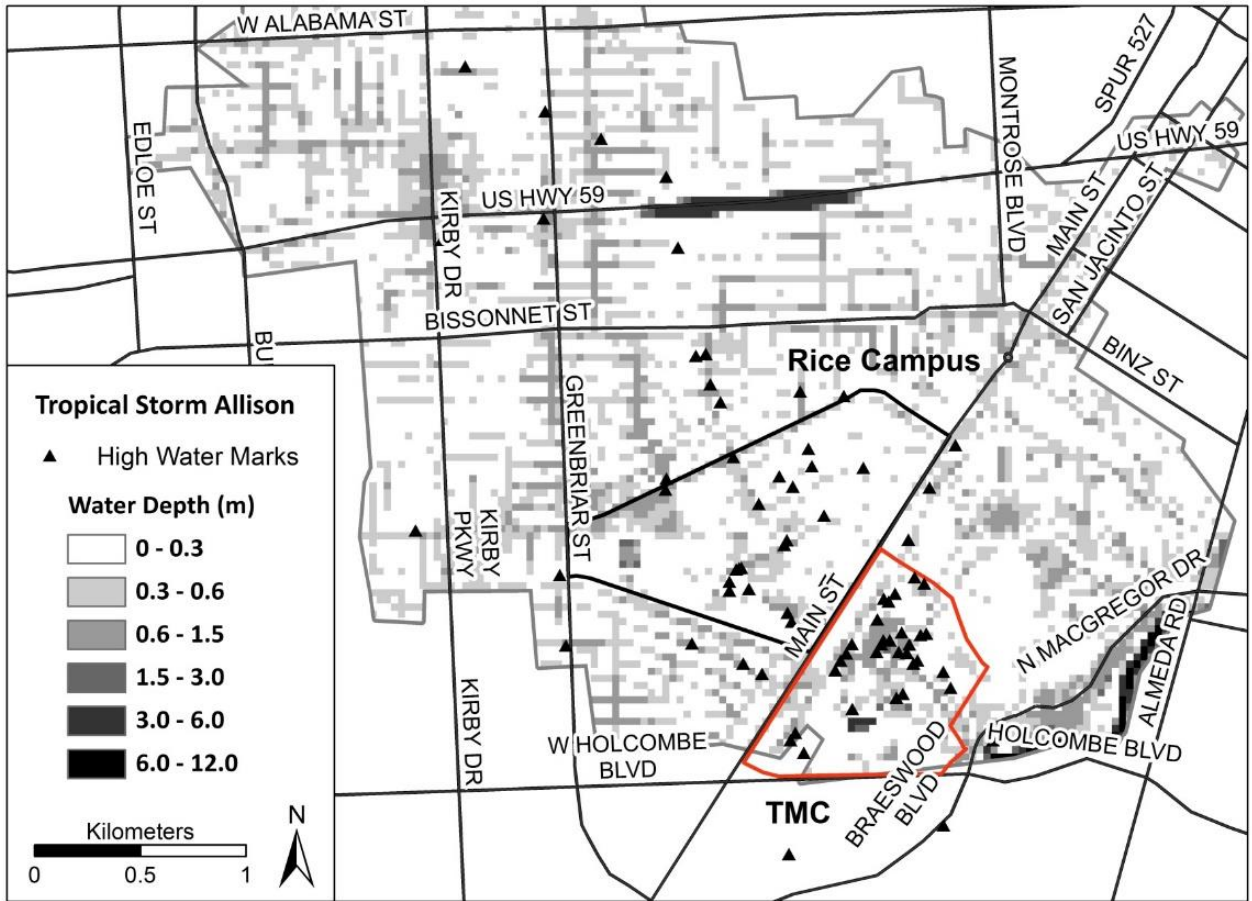 W ALABAMA ST
SPUR 527
MONTROSE BLVD
EDLOE ST
US HWY 59
US HWY 59
KIRBY DR
MAIN ST
SAN JACINTO ST
BISSONNET ST
BU
BINZ ST
Rice Campus
GREENBRIAR ST
KIRBY
PKWY
MAIN ST
N MACGREGOR DR
ALMEDA RD
KIRBY DR
W HOLCOMBE
BLVD
HOLCOMBE BLVD
BRAESWOOD
BLVD
TMC
Tropical Storm Allison
High Water Marks
Water Depth (m)
0 - 0.3
0.3 - 0.6
0.6 - 1.5
1.5 - 3.0
3.0 - 6.0
6.0 - 12.0
Kilometers
0 0.5 1
N